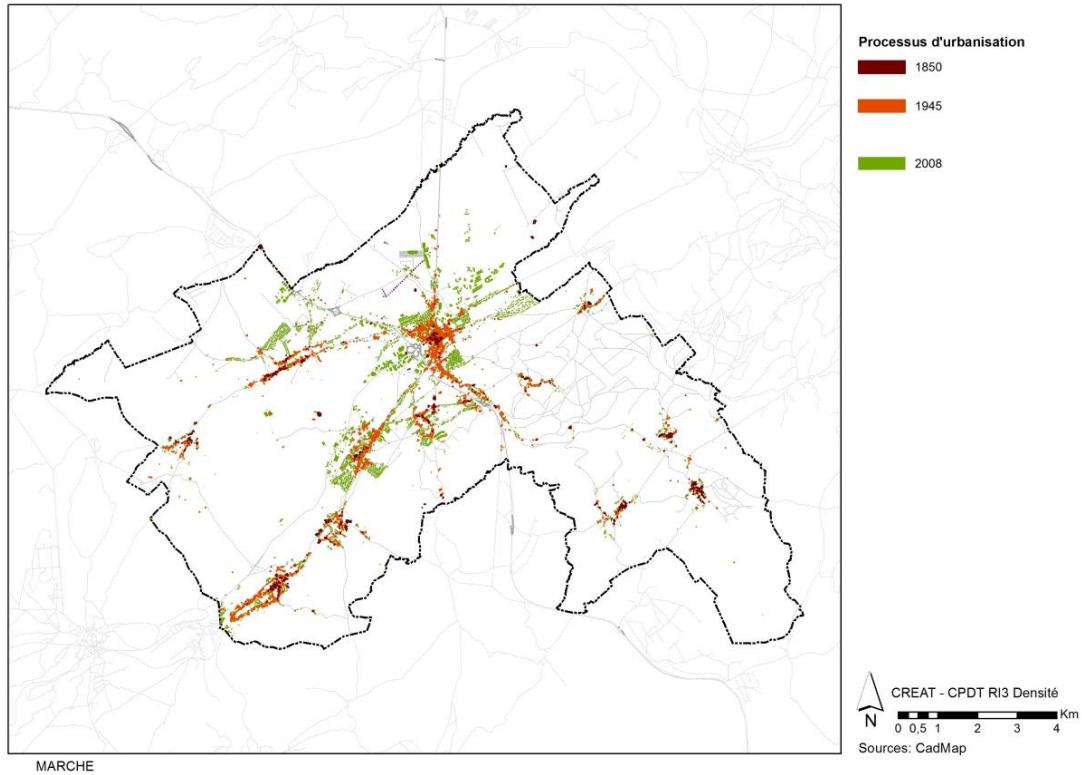 Processus d'urbanisation
1850
1945
2008
CREAT - CPDT RI3 Densité
N
0 0,5 1 2 3 4 Km
Sources: CadMap
MARCHE